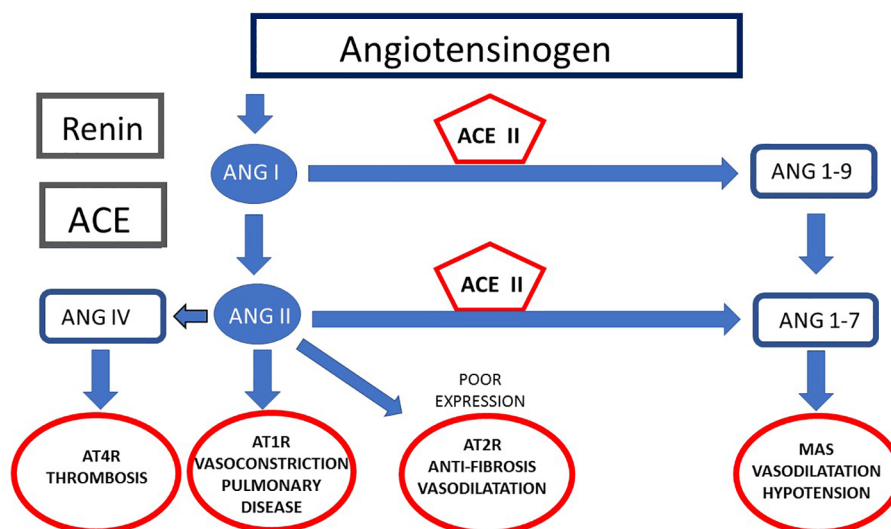 Angiotensinogen
Renin
ACE II
ANG I
ANG 1-9
ACE
ACE II
ANG IV
ANG II
ANG 1-7
POOR
EXPRESSION
AT4R
THROMBOSIS
AT1R
VASOCONSTRICTION
PULMONARY
DISEASE
AT2R
ANTI-FIBROSIS
VASODILATATION
MAS
VASODILATATION
HYPOTENSION